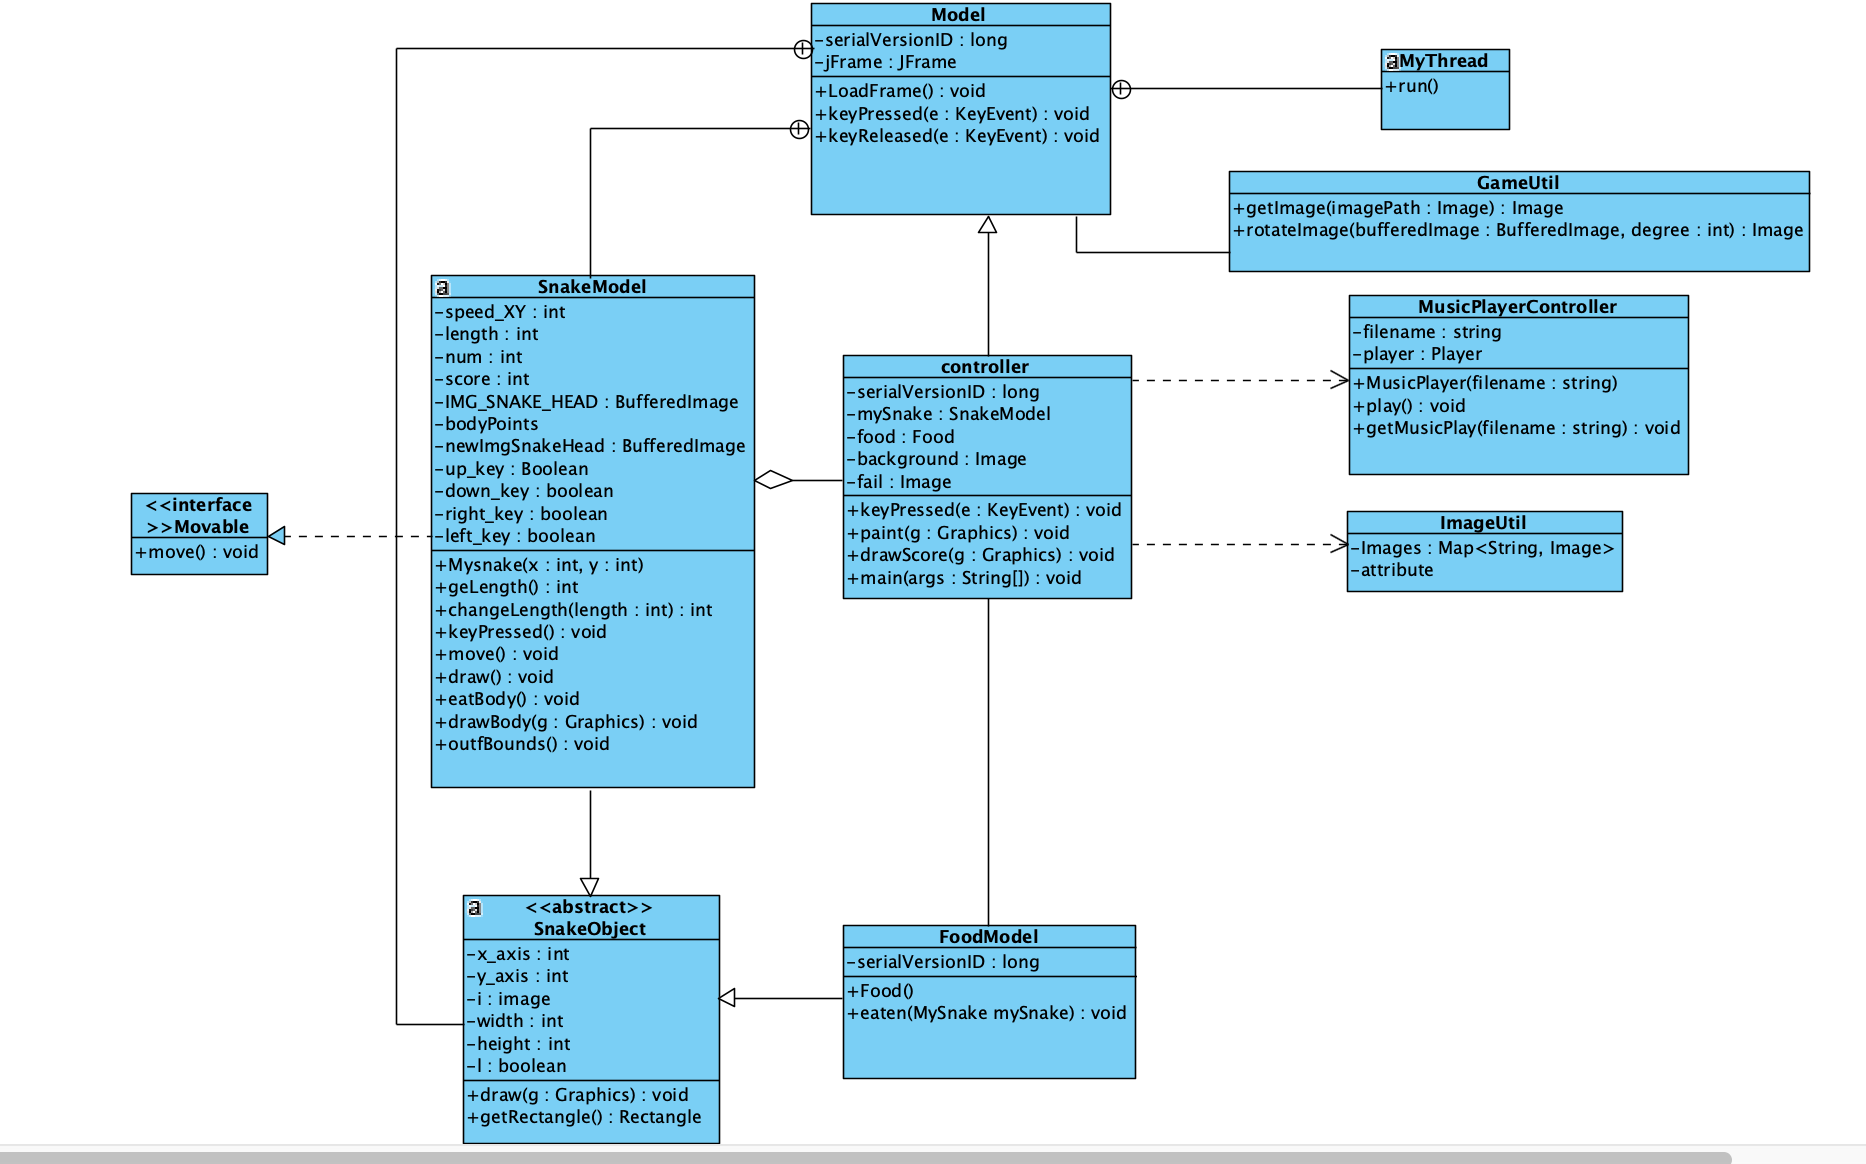 Model
-serialVersionID : long
-jFrame : JFrame
+LoadFrame() : void
+keyPressed(e : KeyEvent) : void
+keyReleased(e : KeyEvent) : void
a MyThread
+run()
GameUtil
+getImage(imagePath : Image) : Image
+rotateImage(bufferedImage : BufferedImage, degree : int) : Image
a SnakeModel
-speed_XY : int
-length : int
-num : int
-score : int
-IMG_SNAKE_HEAD : BufferedImage
-bodyPoints
-newImgSnakeHead : BufferedImage
-up_key : Boolean
-down_key : boolean
-right_key : boolean
-left_key : boolean
+Mysnake(x : int, y : int)
+geLength() : int
+changeLength(length : int) : int
+keyPressed() : void
+move() : void
+draw() : void
+eatBody() : void
+drawBody(g : Graphics) : void
+outfBounds() : void
MusicPlayerController
-filename : string
-player : Player
+MusicPlayer(filename : string)
+play() : void
+getMusicPlay(filename : string) : void
controller
-serialVersionID : long
-mySnake : SnakeModel
-food : Food
-background : Image
-fail : Image
+keyPressed(e : KeyEvent) : void
+paint(g : Graphics) : void
+drawScore(g : Graphics) : void
+main(args : String[]) : void
<<interface
>>Movable
+move() : void
ImageUtil
-Images : Map<String, Image>
-attribute
a <<abstract>>
SnakeObject
-x_axis : int
-y_axis : int
-i : image
-width : int
-height : int
-l : boolean
+draw(g : Graphics) : void
+getRectangle() : Rectangle
FoodModel
-serialVersionID : long
+Food()
+eaten(MySnake mySnake) : void